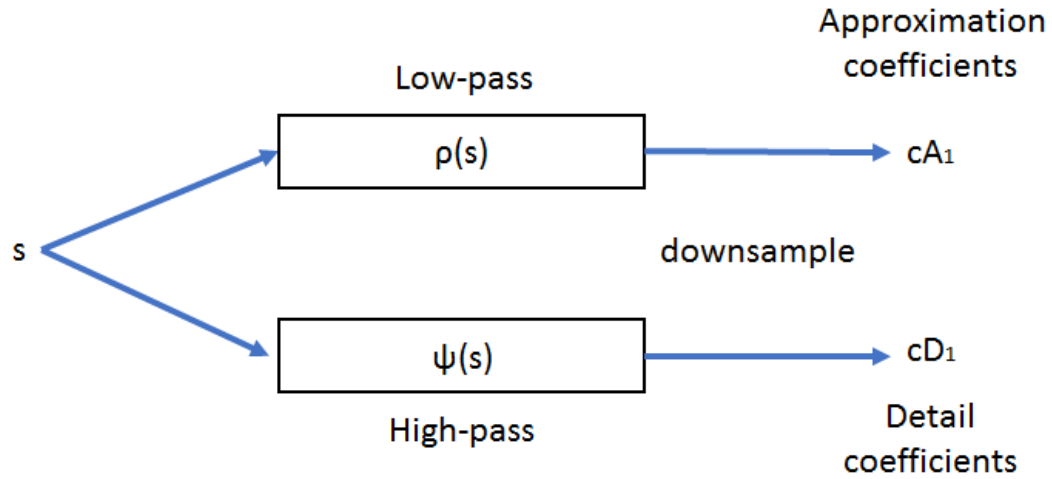 Approximation
coefficients
Low-pass
ρ(s)
cA₁
s
downsample
ψ(s)
cD₁
High-pass
Detail
coefficients